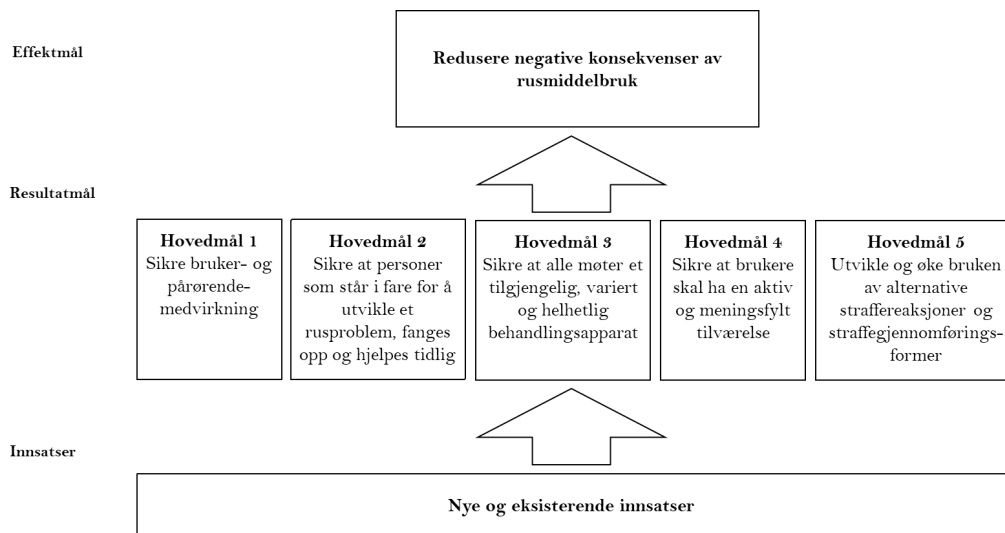 Effektmål
Redusere negative konsekvenser av
rusmiddelbruk
Resultatmål
Hovedmål 1
Sikre bruker- og
pårørende-
medvirkning
Hovedmål 2
Sikre at personer
som står i fare for å
utvikle et
rusproblem, fanges
opp og hjelpes tidlig
Hovedmål 3
Sikre at alle møter et
tilgjengelig, variert
og helhetlig
behandlingsapparat
Hovedmål 4
Sikre at brukere
skal ha en aktiv
og meningsfylt
tilværelse
Hovedmål 5
Utvikle og øke bruken
av alternative
straffereaksjoner og
straffegjennomførings-
former
Innsatser
Nye og eksisterende innsatser